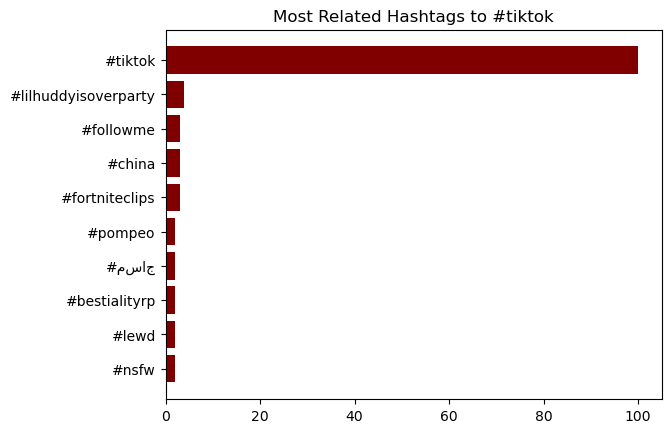 Most Related Hashtags to #tiktok
#tiktok
#lilhuddyisoverparty
#followme
#china
#fortniteclips
#pompeo
#مساج
#bestialityrp
#lewd
#nsfw
0 20 40 60 80 100